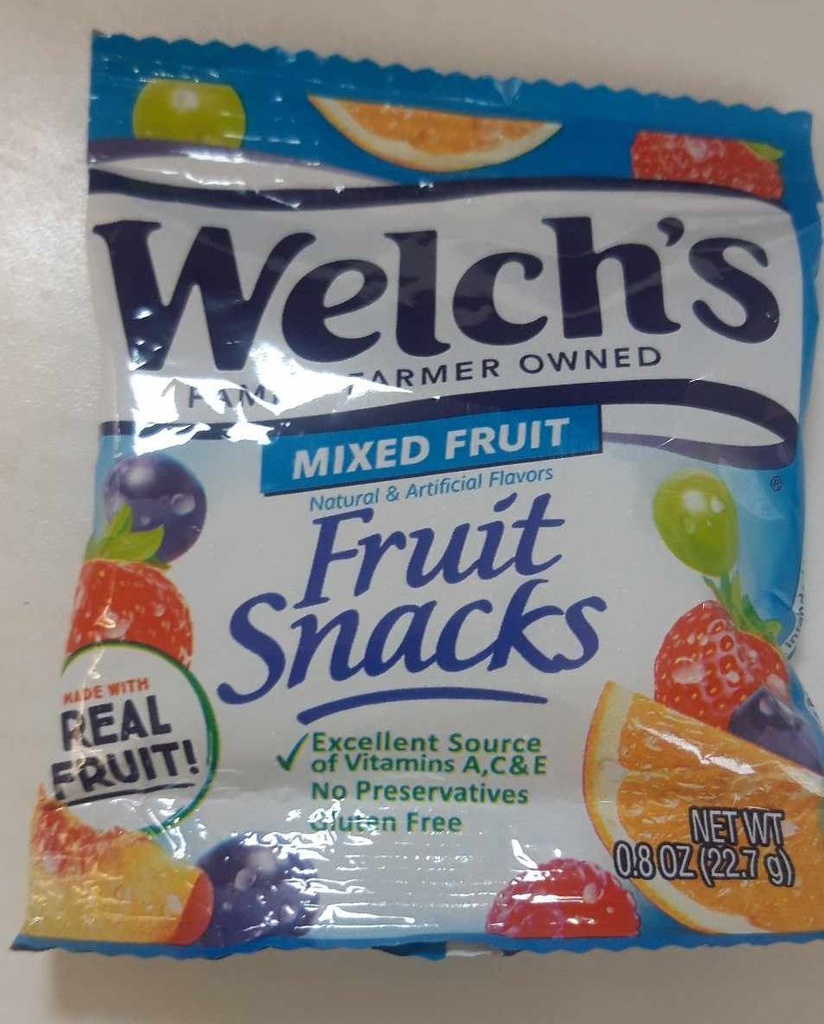 Welch's
FARMER OWNED
MIXED FRUIT
Natural & Artificial Flavors
Fruit
Snacks
®
MADE WITH
REAL
FRUIT!
✓Excellent Source
of Vitamins A,C&E
No Preservatives
Gluten Free
NET WT
0.8 OZ (22.7 g)